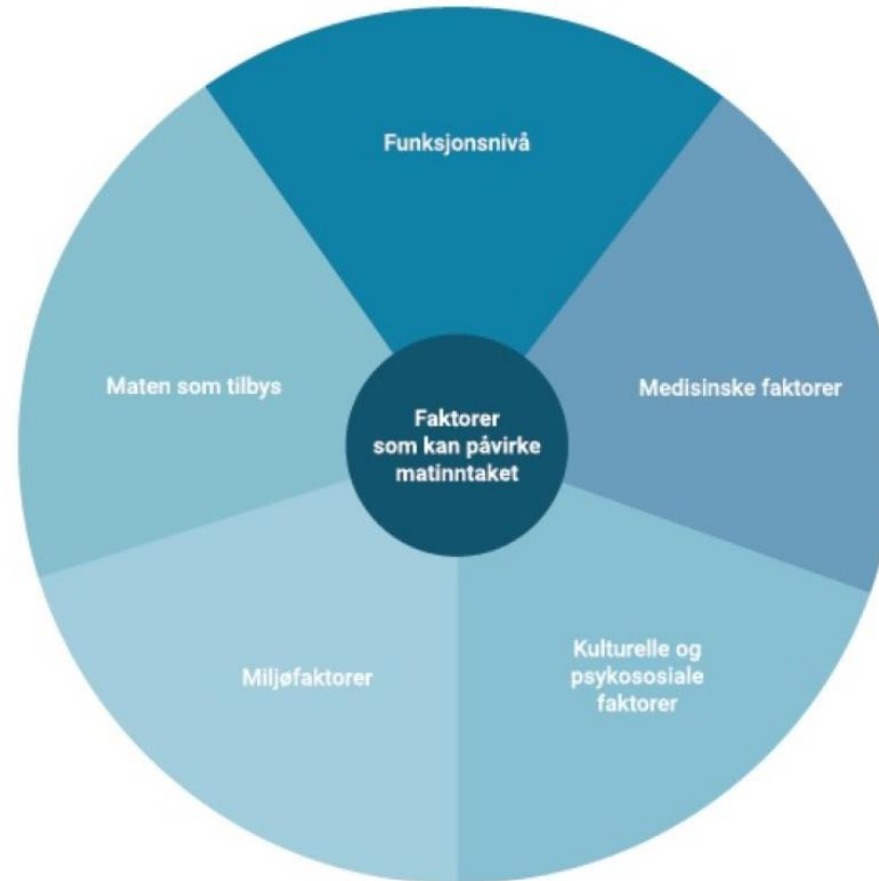 Funksjonsnivå
Medisinske faktorer
Kulturelle og
psykososiale
faktorer
Miljøfaktorer
Maten som tilbys
Faktorer
som kan påvirke
matinntaket